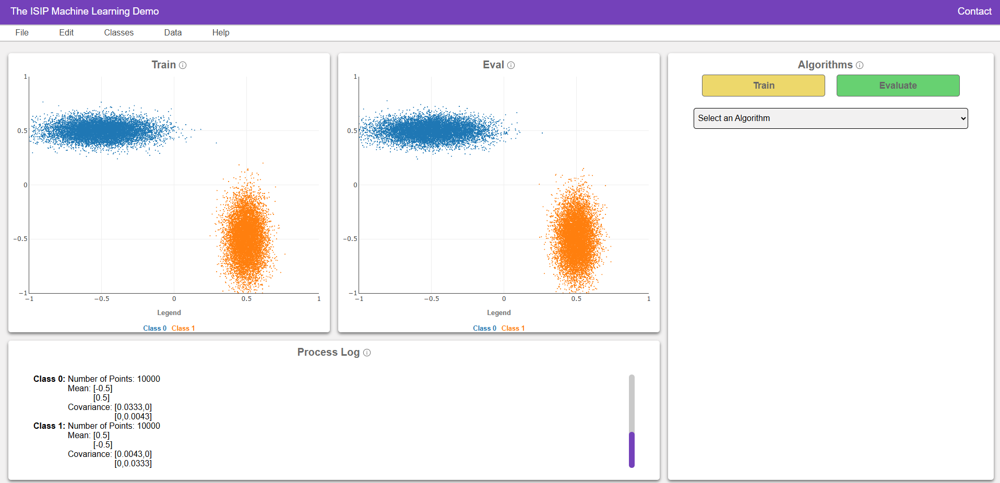 The ISIP Machine Learning Demo
Contact
File Edit Classes Data Help
Train
1
0.5
0
−0.5
−1
−1 −0.5 0 0.5 1
Legend
Class 0 Class 1
Eval
1
0.5
0
−0.5
−1
−1 −0.5 0 0.5 1
Legend
Class 0 Class 1
Algorithms
Train Evaluate
Select an Algorithm
Process Log
Class 0: Number of Points: 10000
Mean: [-0.5]
[0.5]
Covariance: [0.0333,0]
[0,0.0043]
Class 1: Number of Points: 10000
Mean: [0.5]
[-0.5]
Covariance: [0.0043,0]
[0,0.0333]